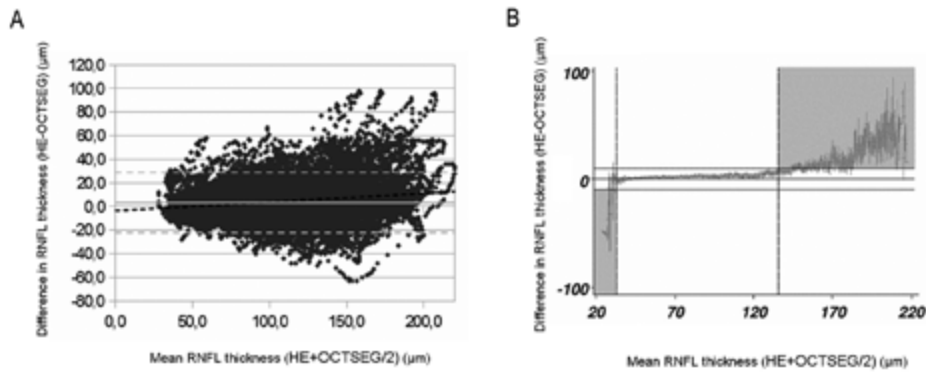 A
Difference in RNFL thickness (HE-OCTSEG) (µm)
120,0
100,0
80,0
60,0
40,0
20,0
0,0
-20,0
-40,0
-60,0
-80,0
0,0 50,0 100,0 150,0 200,0
Mean RNFL thickness (HE+OCTSEG/2) (µm)
B
Difference in RNFL thickness (HE-OCTSEG) (µm)
100
0
-100
20 70 120 170 220
Mean RNFL thickness (HE+OCTSEG/2) (µm)